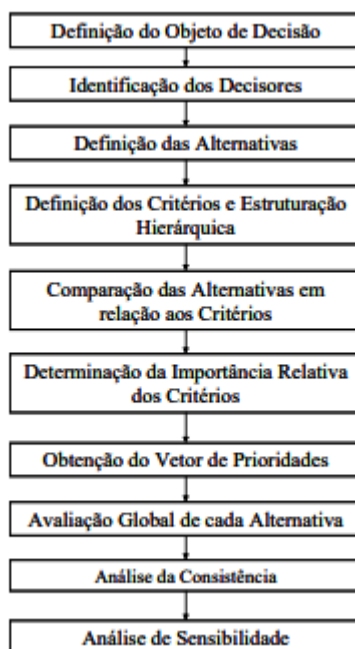 Definição do Objeto de Decisão
Identificação dos Decisores
Definição das Alternativas
Definição dos Critérios e Estruturação
Hierárquica
Comparação das Alternativas em
relação aos Critérios
Determinação da Importância Relativa
dos Critérios
Obtenção do Vetor de Prioridades
Avaliação Global de cada Alternativa
Análise da Consistência
Análise de Sensibilidade